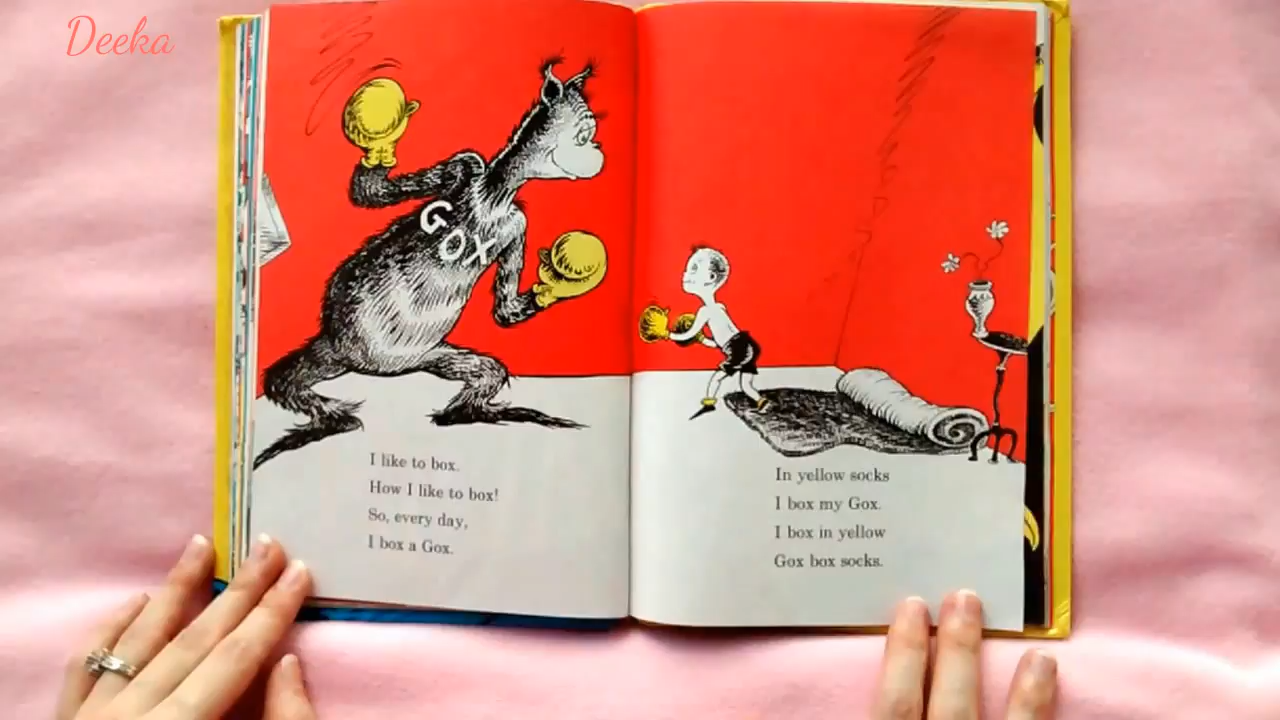 Deeka
GOX
I like to box.
How I like to box!
So, every day,
I box a Gox.
In yellow socks
I box my Gox.
I box in yellow
Gox box socks.